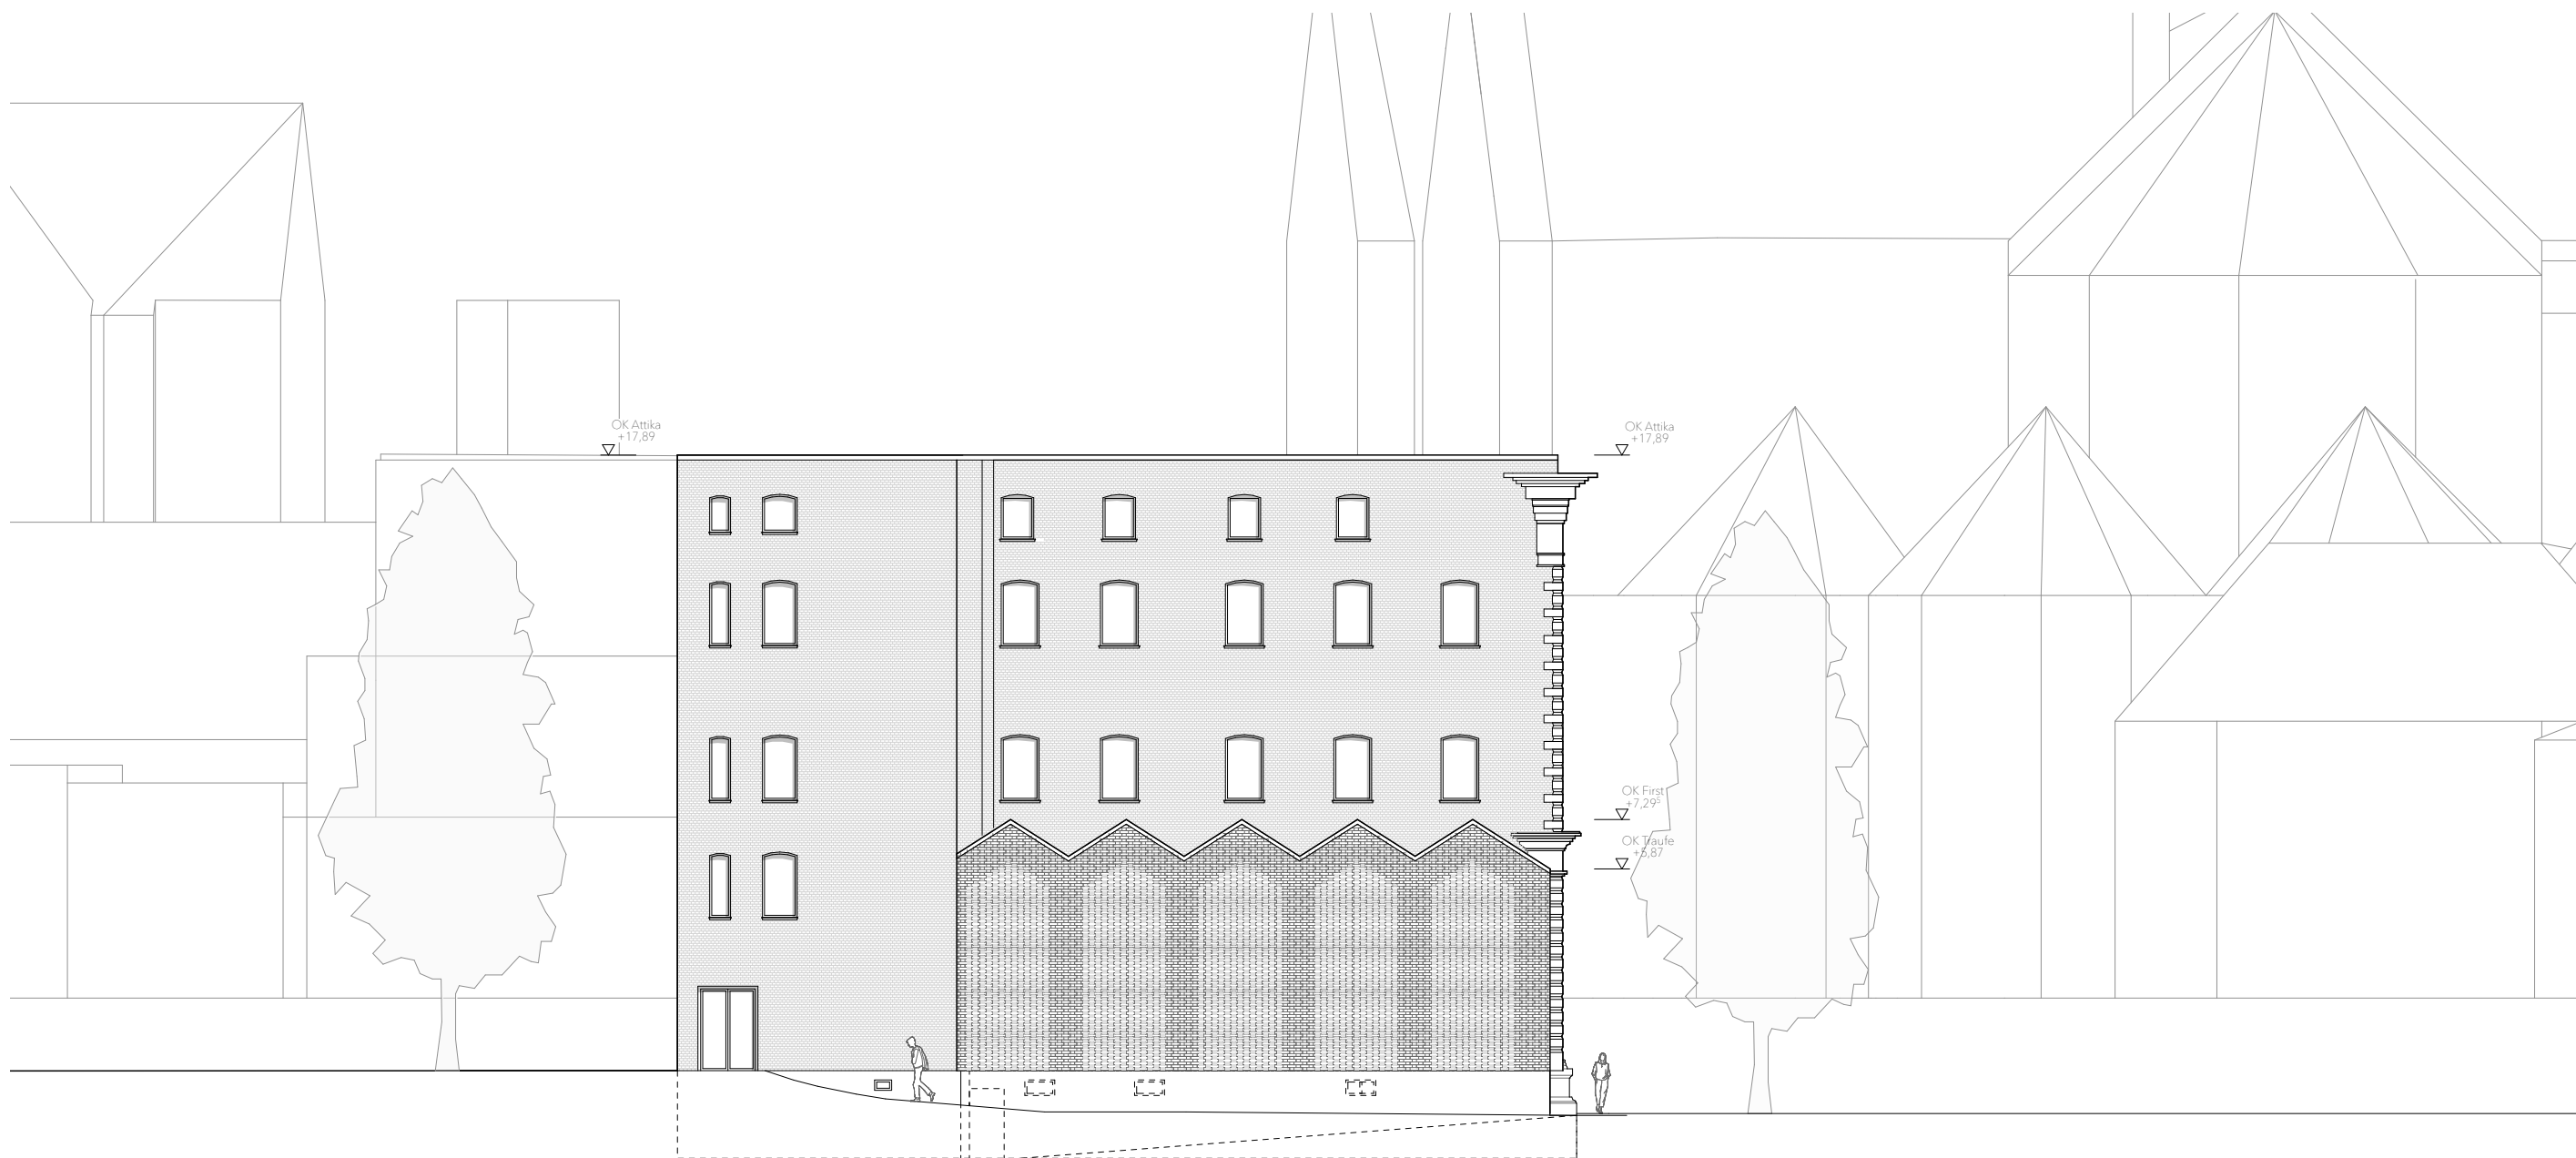 OK Attika
+17,89
OK Attika
+17,89
OK First
+7,29⁵
OK Traufe
+5,87